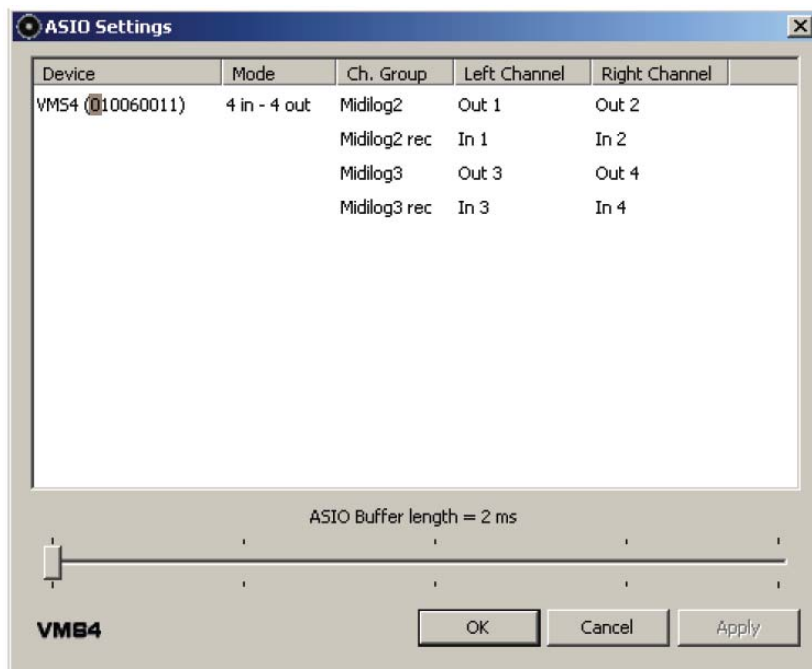 ASIO Settings
Device Mode Ch. Group Left Channel Right Channel
VMS4 (010060011) 4 in - 4 out Midilog2 Out 1 Out 2
Midilog2 rec In 1 In 2
Midilog3 Out 3 Out 4
Midilog3 rec In 3 In 4
ASIO Buffer length = 2 ms
VMS4 OK Cancel Apply